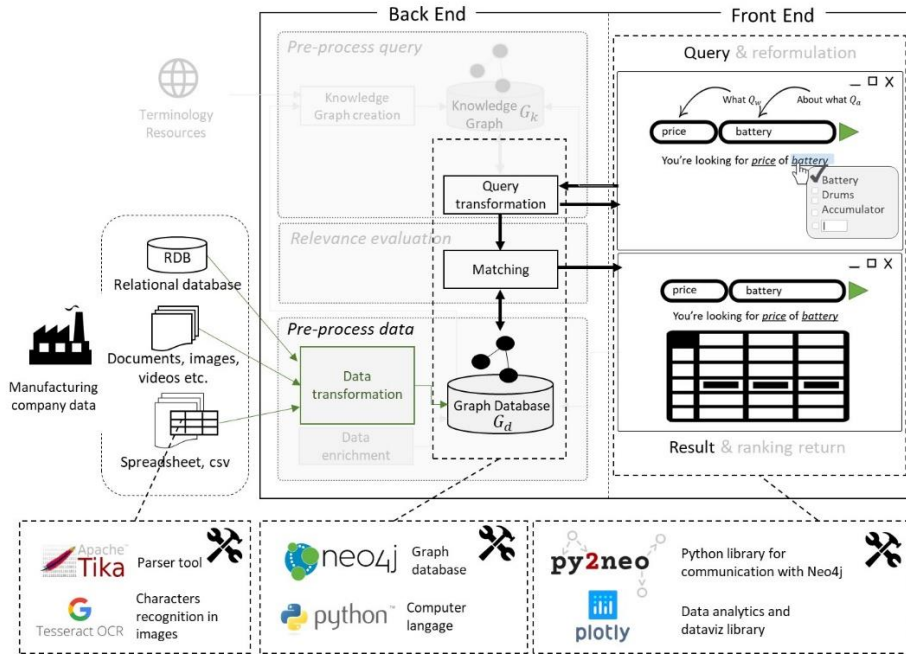 Back End
Front End
Pre-process query
Terminology
Resources
Knowledge
Graph creation
Knowledge
Graph
G_k
Query
transformation
Relevance evaluation
Matching
Pre-process data
Data
transformation
Data
enrichment
Graph Database
G_d
RDB
Relational database
Documents, images,
videos etc.
Spreadsheet, csv
Manufacturing
company data
Query & reformulation
_ X
What Q_w
About what Q_a
price
battery
You're looking for price of battery
Battery
Drums
Accumulator
_ X
price
battery
You're looking for price of battery
Result & ranking return
Apache™
Tika
Parser tool
Tesseract OCR
Characters
recognition in
images
neo4j
Graph
database
python™
Computer
langage
py2neo
Python library for
communication with Neo4j
plotly
Data analytics and
dataviz library